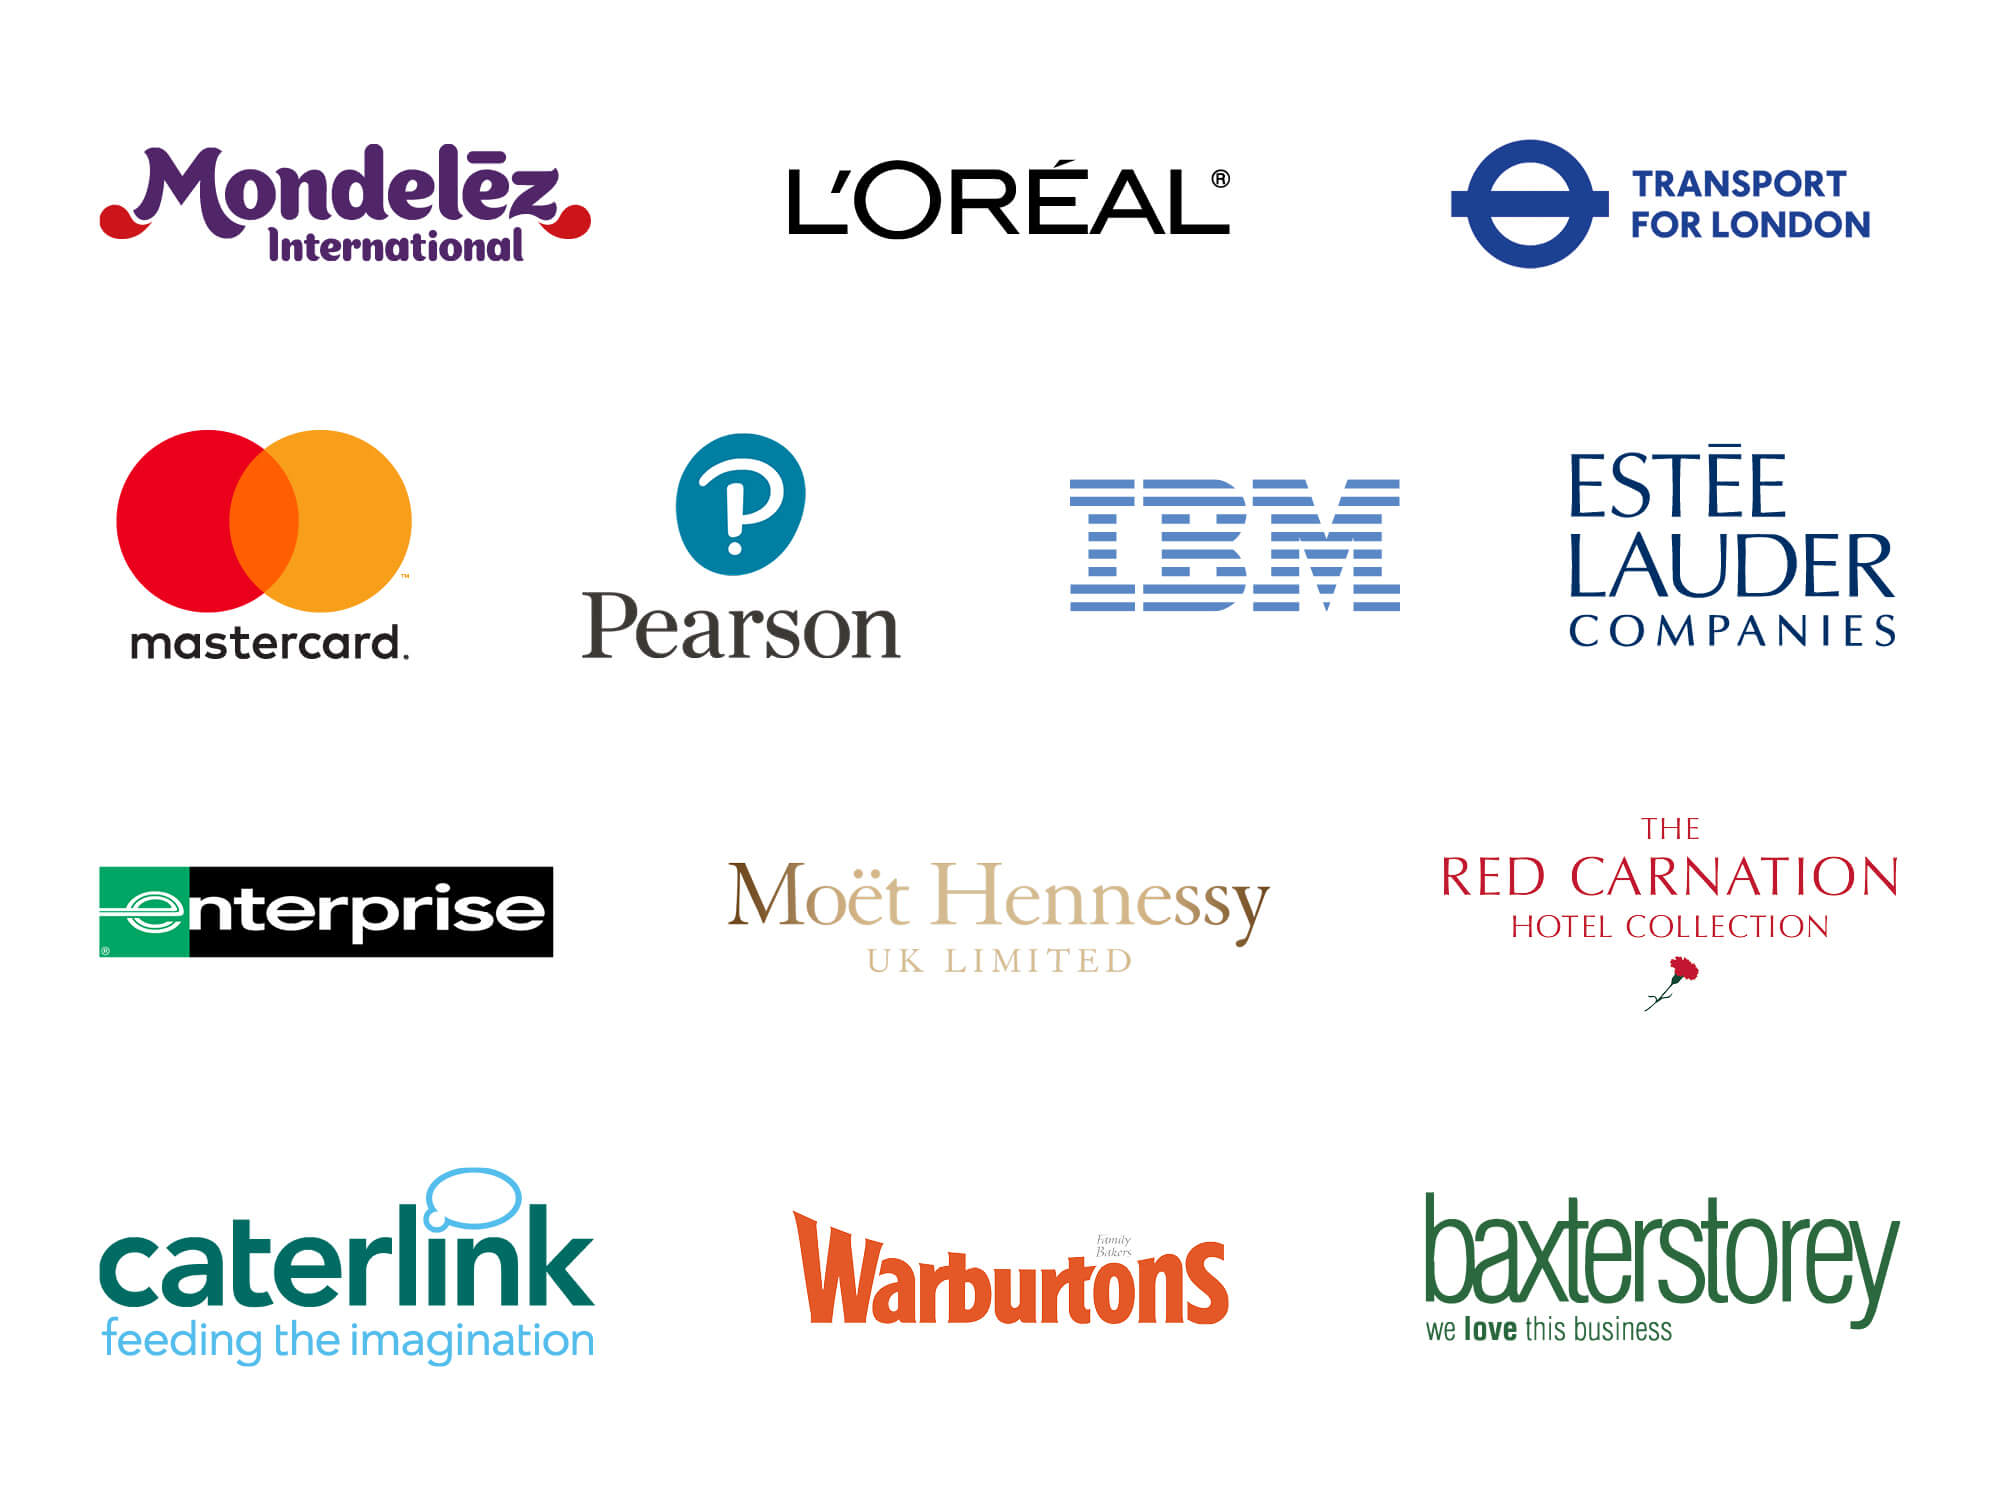 Mondelēz
International
L'ORÉAL®
TRANSPORT
FOR LONDON
mastercard.
™
Pearson
IBM
ESTĒE
LAUDER
COMPANIES
enterprise
®
Moët Hennessy
UK LIMITED
THE
RED CARNATION
HOTEL COLLECTION
caterlink
feeding the imagination
Family
Bakers
Warburtons
baxterstorey
we love this business